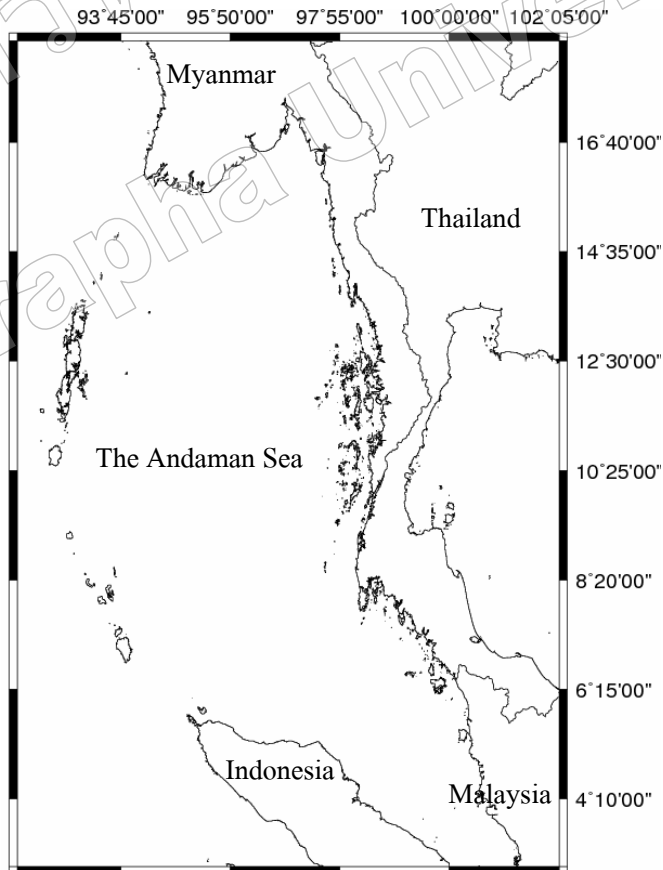 93°45'00" 95°50'00" 97°55'00" 100°00'00" 102°05'00"
Myanmar
16°40'00"
Thailand
14°35'00"
12°30'00"
The Andaman Sea
10°25'00"
8°20'00"
6°15'00"
Indonesia
Malaysia
4°10'00"
rapha Univer